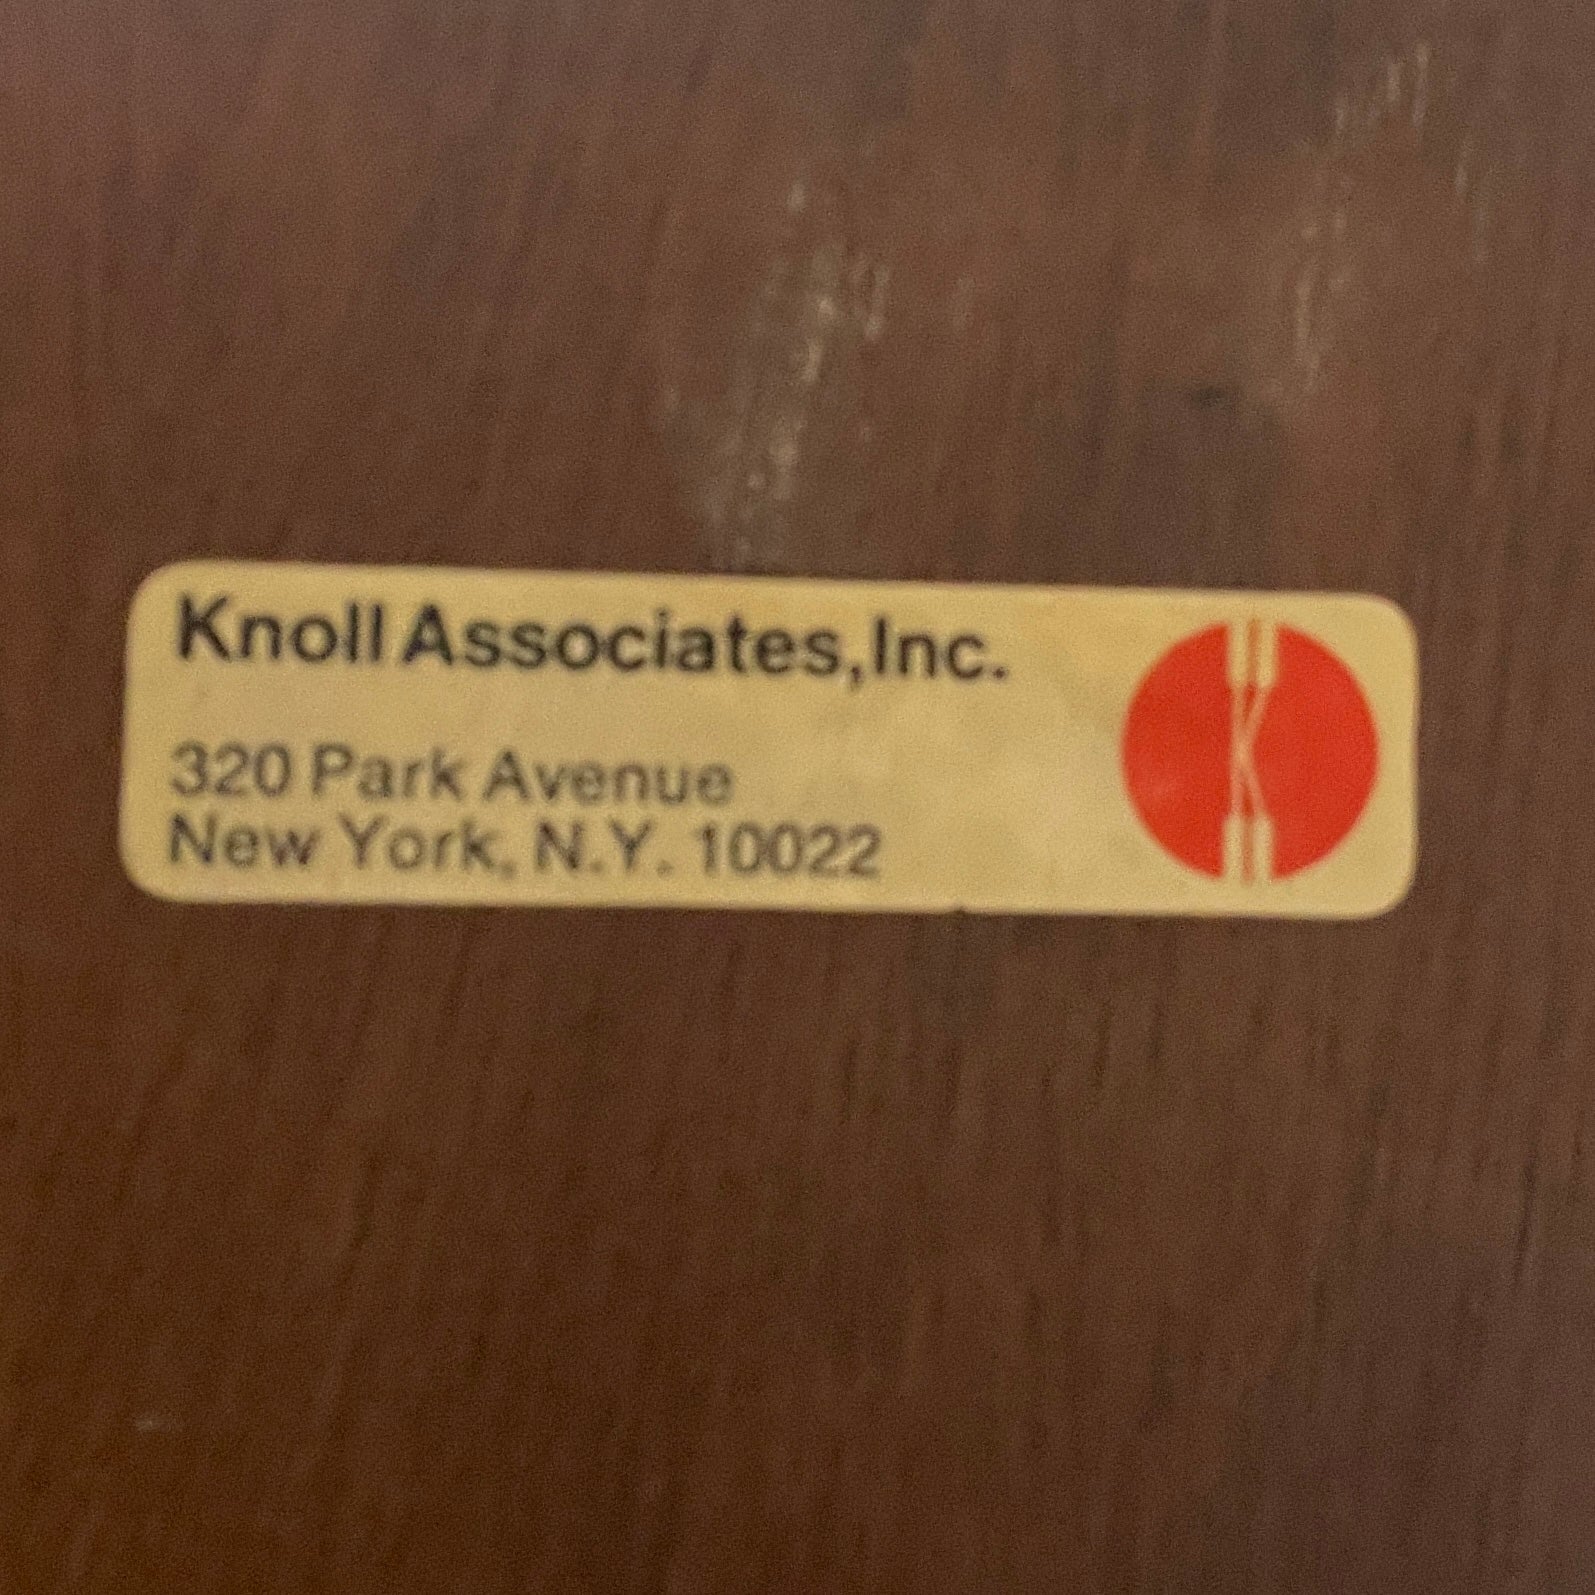 Knoll Associates, Inc.
320 Park Avenue
New York, N.Y. 10022